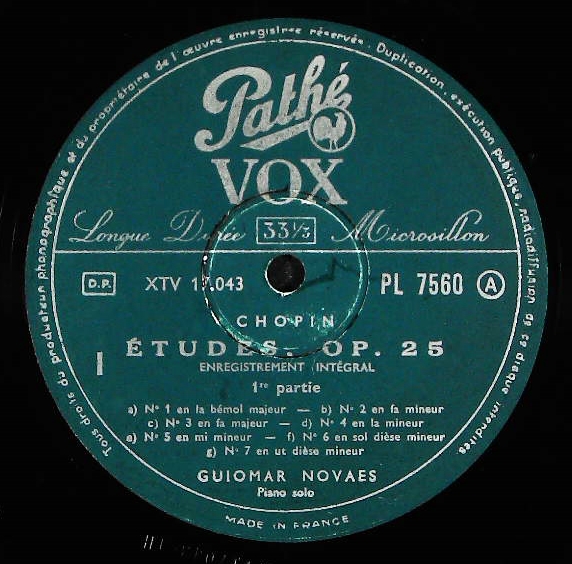 Tous droits du producteur phonographique et du propriétaire de l'œuvre enregistrée réservés. Duplication, exécution publique, radiodiffusion de ce disque interdites
Pathé
VOX
Longue Durée 33⅓ Microsillon
D.P. XTV 17.043 PL 7560 A
CHOPIN
ÉTUDES. OP. 25
I
ENREGISTREMENT INTÉGRAL
1re partie
a) N° 1 en la bémol majeur — b) N° 2 en fa mineur
c) N° 3 en fa majeur — d) N° 4 en la mineur
e) N° 5 en mi mineur — f) N° 6 en sol dièse mineur
g) N° 7 en ut dièse mineur
GUIOMAR NOVAES
Piano solo
MADE IN FRANCE